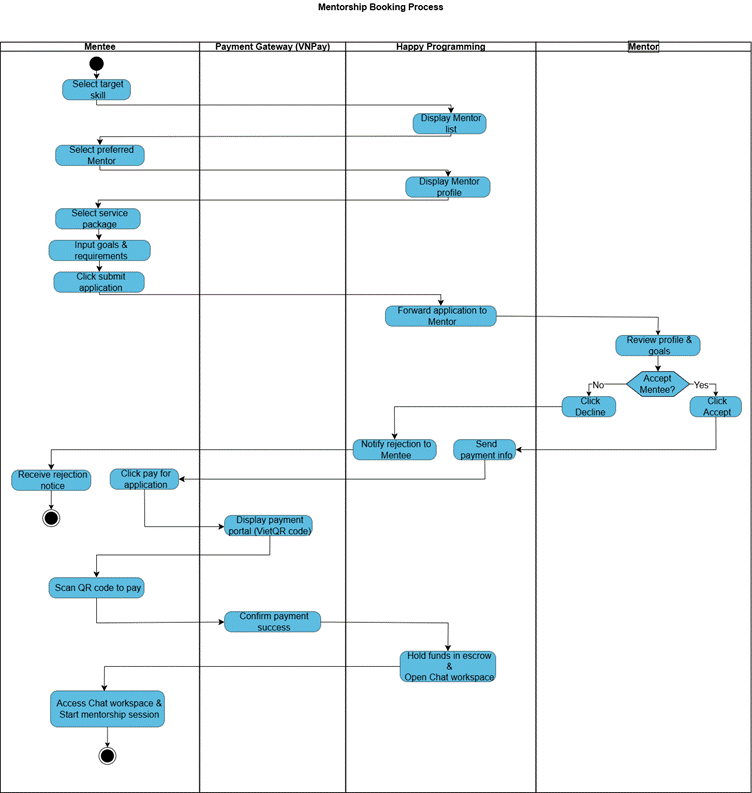 Mentorship Booking Process
Mentee
Payment Gateway (VNPay)
Happy Programming
Mentor
Select target
skill
Display Mentor
list
Select preferred
Mentor
Display Mentor
profile
Select service
package
Input goals &
requirements
Click submit
application
Forward application to
Mentor
Review profile &
goals
Accept
Mentee?
No
Yes
Click
Decline
Click
Accept
Notify rejection to
Mentee
Send
payment info
Receive rejection
notice
Click pay for
application
Display payment
portal (VietQR code)
Scan QR code to pay
Confirm payment
success
Hold funds in escrow
&
Open Chat workspace
Access Chat workspace &
Start mentorship session